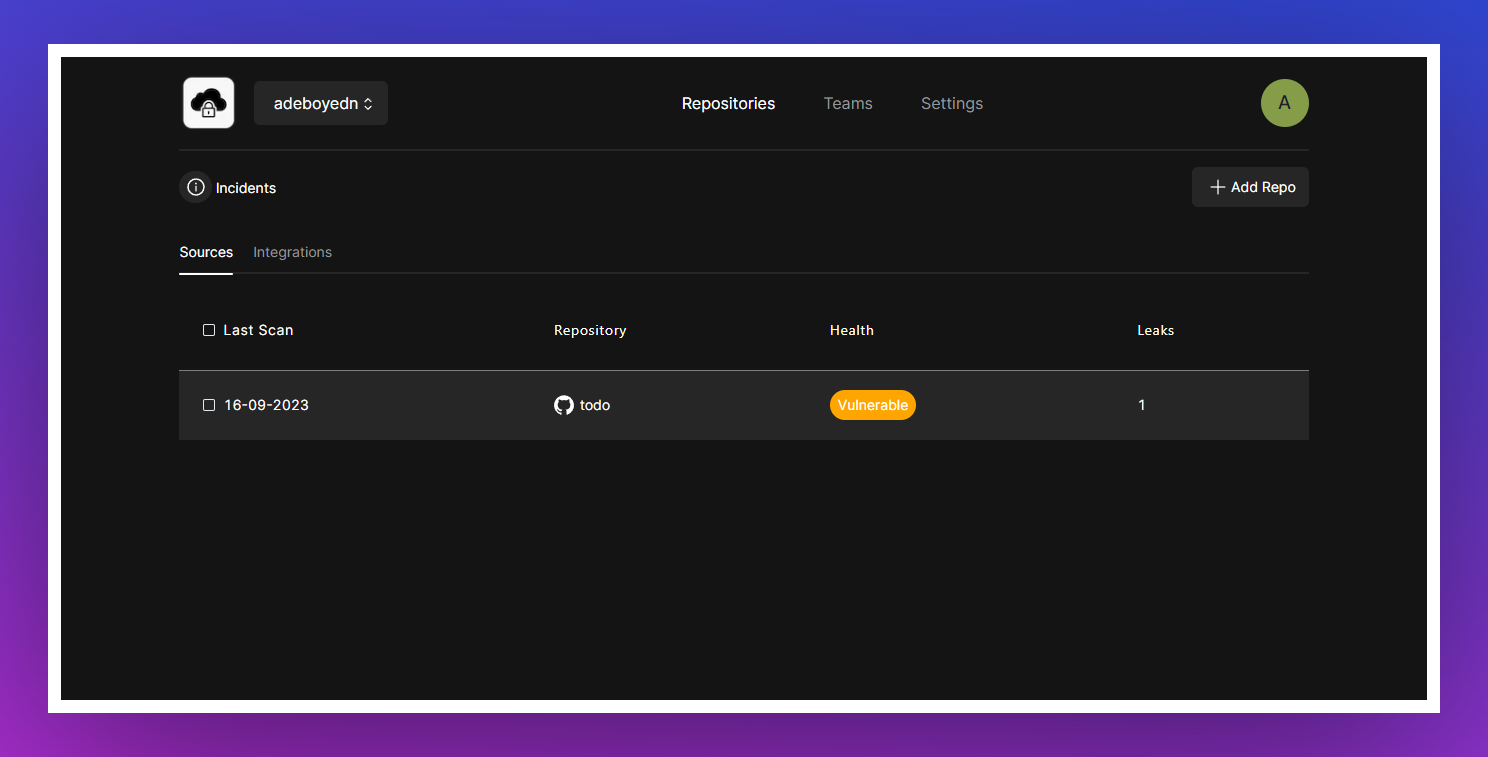 adeboyedn Repositories Teams Settings A
Incidents + Add Repo
Sources Integrations
Last Scan Repository Health Leaks
16-09-2023 todo Vulnerable 1